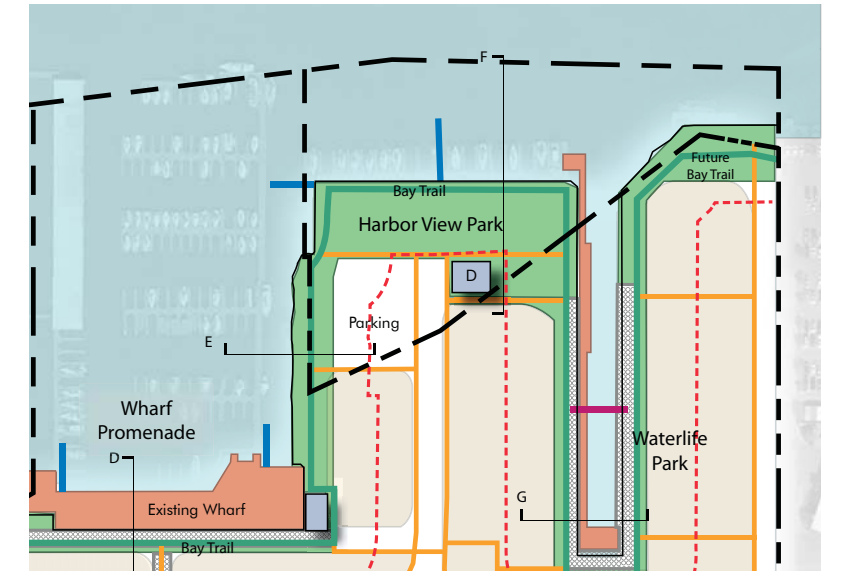 F
Future
Bay Trail
Bay Trail
Harbor View Park
D
Parking
E
Wharf
Promenade
D
Waterlife
Park
G
Existing Wharf
Bay Trail